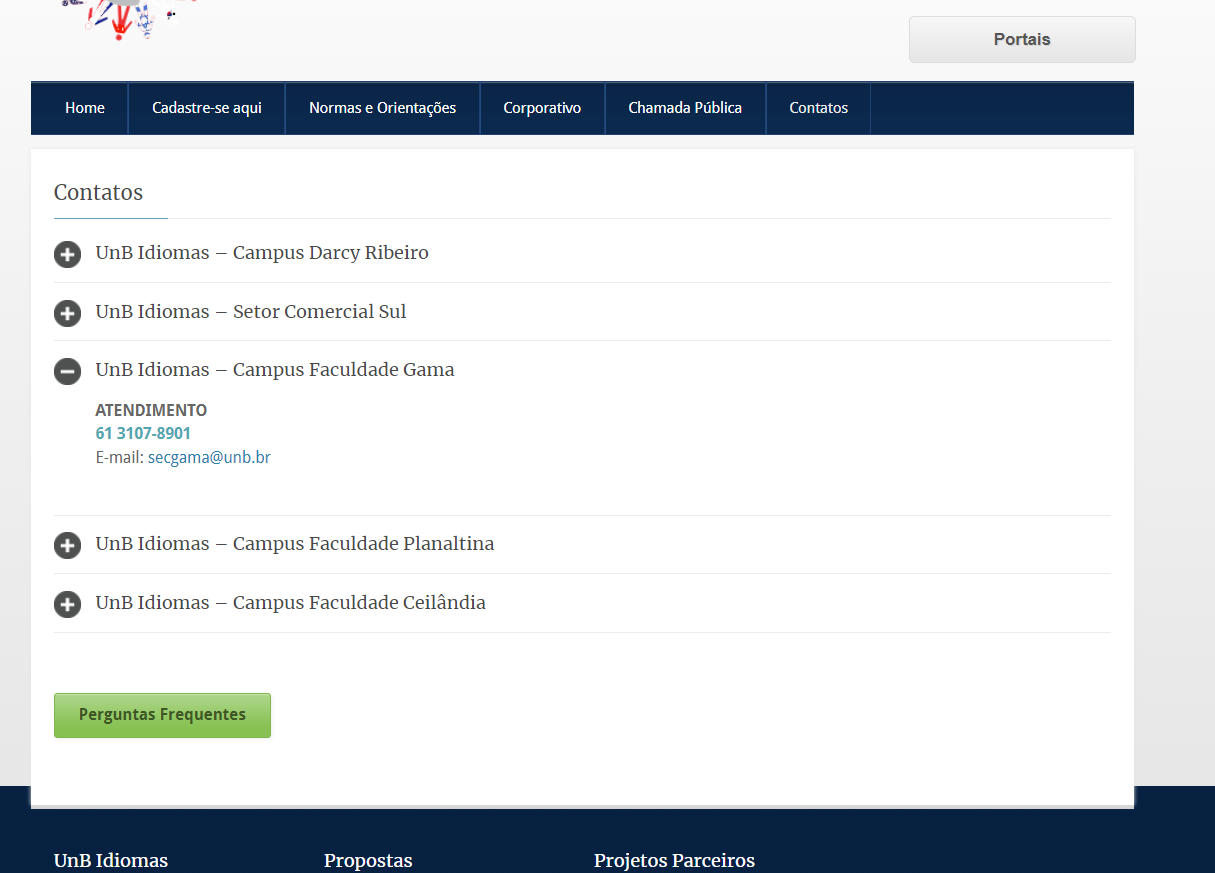 Portais
Home Cadastre-se aqui Normas e Orientações Corporativo Chamada Pública Contatos
Contatos
UnB Idiomas – Campus Darcy Ribeiro
UnB Idiomas – Setor Comercial Sul
UnB Idiomas – Campus Faculdade Gama
ATENDIMENTO
61 3107-8901
E-mail: secgama@unb.br
UnB Idiomas – Campus Faculdade Planaltina
UnB Idiomas – Campus Faculdade Ceilândia
Perguntas Frequentes
UnB Idiomas Propostas Projetos Parceiros